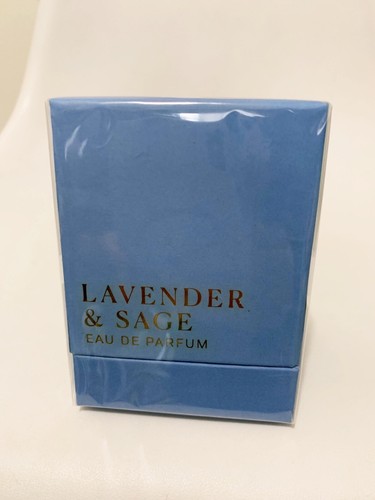 LAVENDER
& SAGE
EAU DE PARFUM